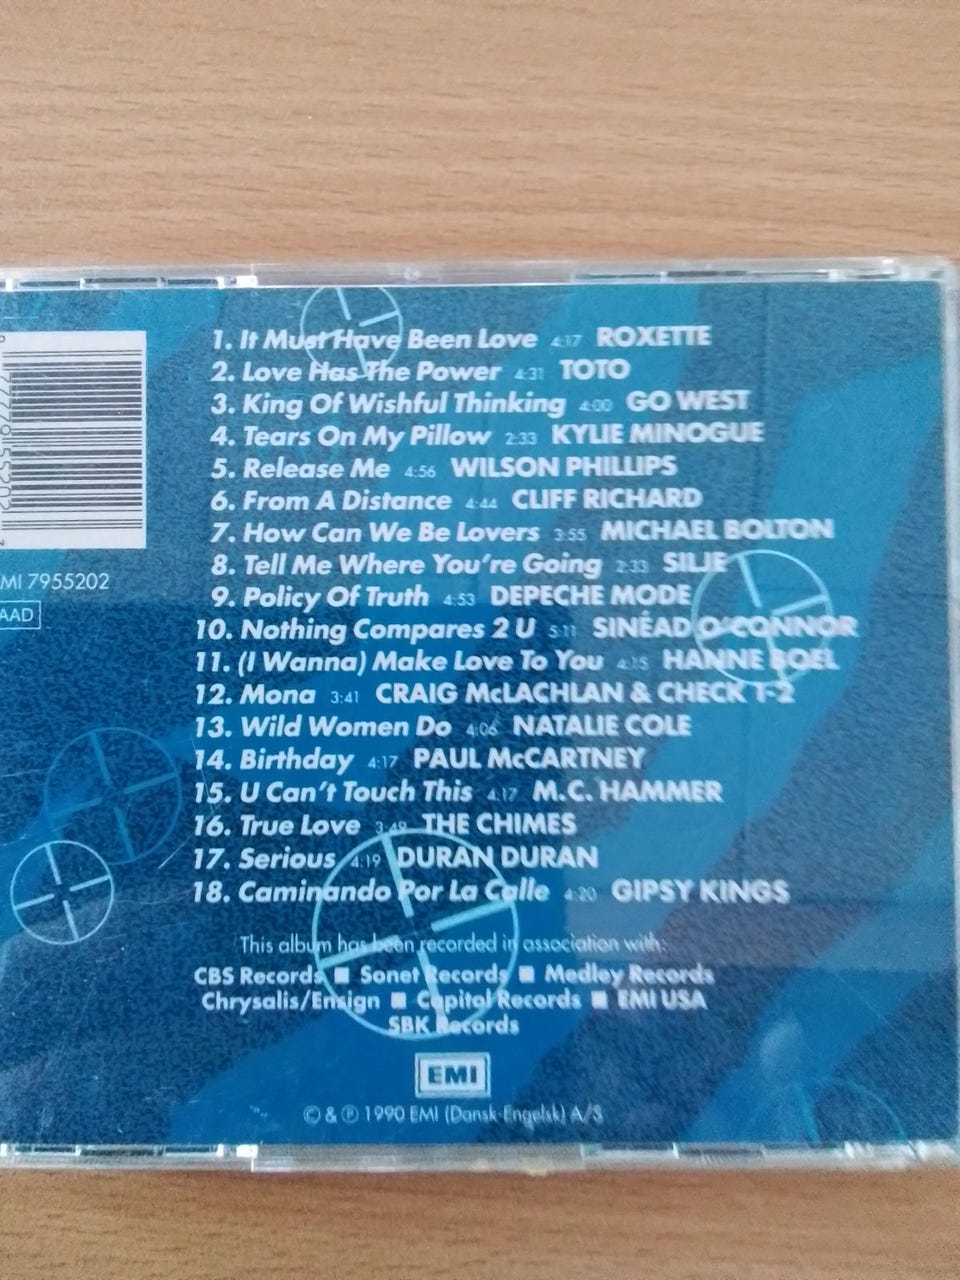 1. It Must Have Been Love 4:17 ROXETTE
2. Love Has The Power 4:31 TOTO
3. King Of Wishful Thinking 4:00 GO WEST
4. Tears On My Pillow 2:33 KYLIE MINOGUE
5. Release Me 4:56 WILSON PHILLIPS
6. From A Distance 4:44 CLIFF RICHARD
7. How Can We Be Lovers 3:55 MICHAEL BOLTON
8. Tell Me Where You're Going 2:33 SILJE
9. Policy Of Truth 4:53 DEPECHE MODE
10. Nothing Compares 2 U 5:11 SINÉAD O'CONNOR
11. (I Wanna) Make Love To You 4:15 HANNE BOEL
12. Mona 3:41 CRAIG McLACHLAN & CHECK 1-2
13. Wild Women Do 4:06 NATALIE COLE
14. Birthday 4:17 PAUL McCARTNEY
15. U Can't Touch This 4:17 M.C. HAMMER
16. True Love 3:49 THE CHIMES
17. Serious 4:19 DURAN DURAN
18. Caminando Por La Calle 4:20 GIPSY KINGS
MI 7955202
AAD
This album has been recorded in association with:
CBS Records ■ Sonet Records ■ Medley Records
Chrysalis/Ensign ■ Capitol Records ■ EMI USA
SBK Records
EMI
© & ℗ 1990 EMI (Dansk-Engelsk) A/S